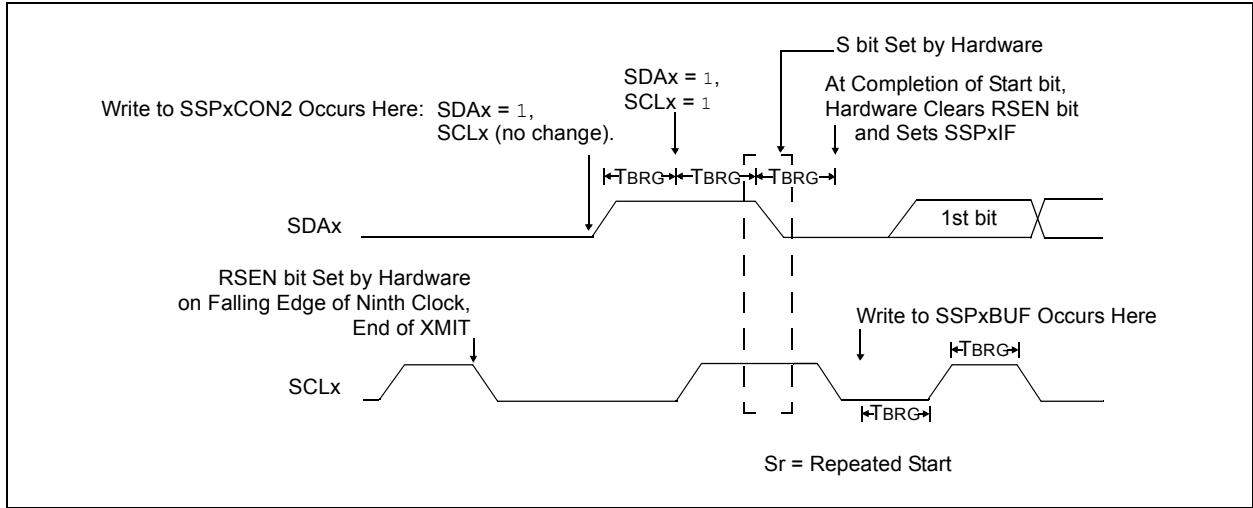 S bit Set by Hardware
SDAx = 1,
SCLx = 1
At Completion of Start bit,
Hardware Clears RSEN bit
and Sets SSPxIF
Write to SSPxCON2 Occurs Here: SDAx = 1,
SCLx (no change).
TBRG TBRG TBRG
SDAx
1st bit
RSEN bit Set by Hardware
on Falling Edge of Ninth Clock,
End of XMIT
Write to SSPxBUF Occurs Here
TBRG
SCLx
TBRG
Sr = Repeated Start